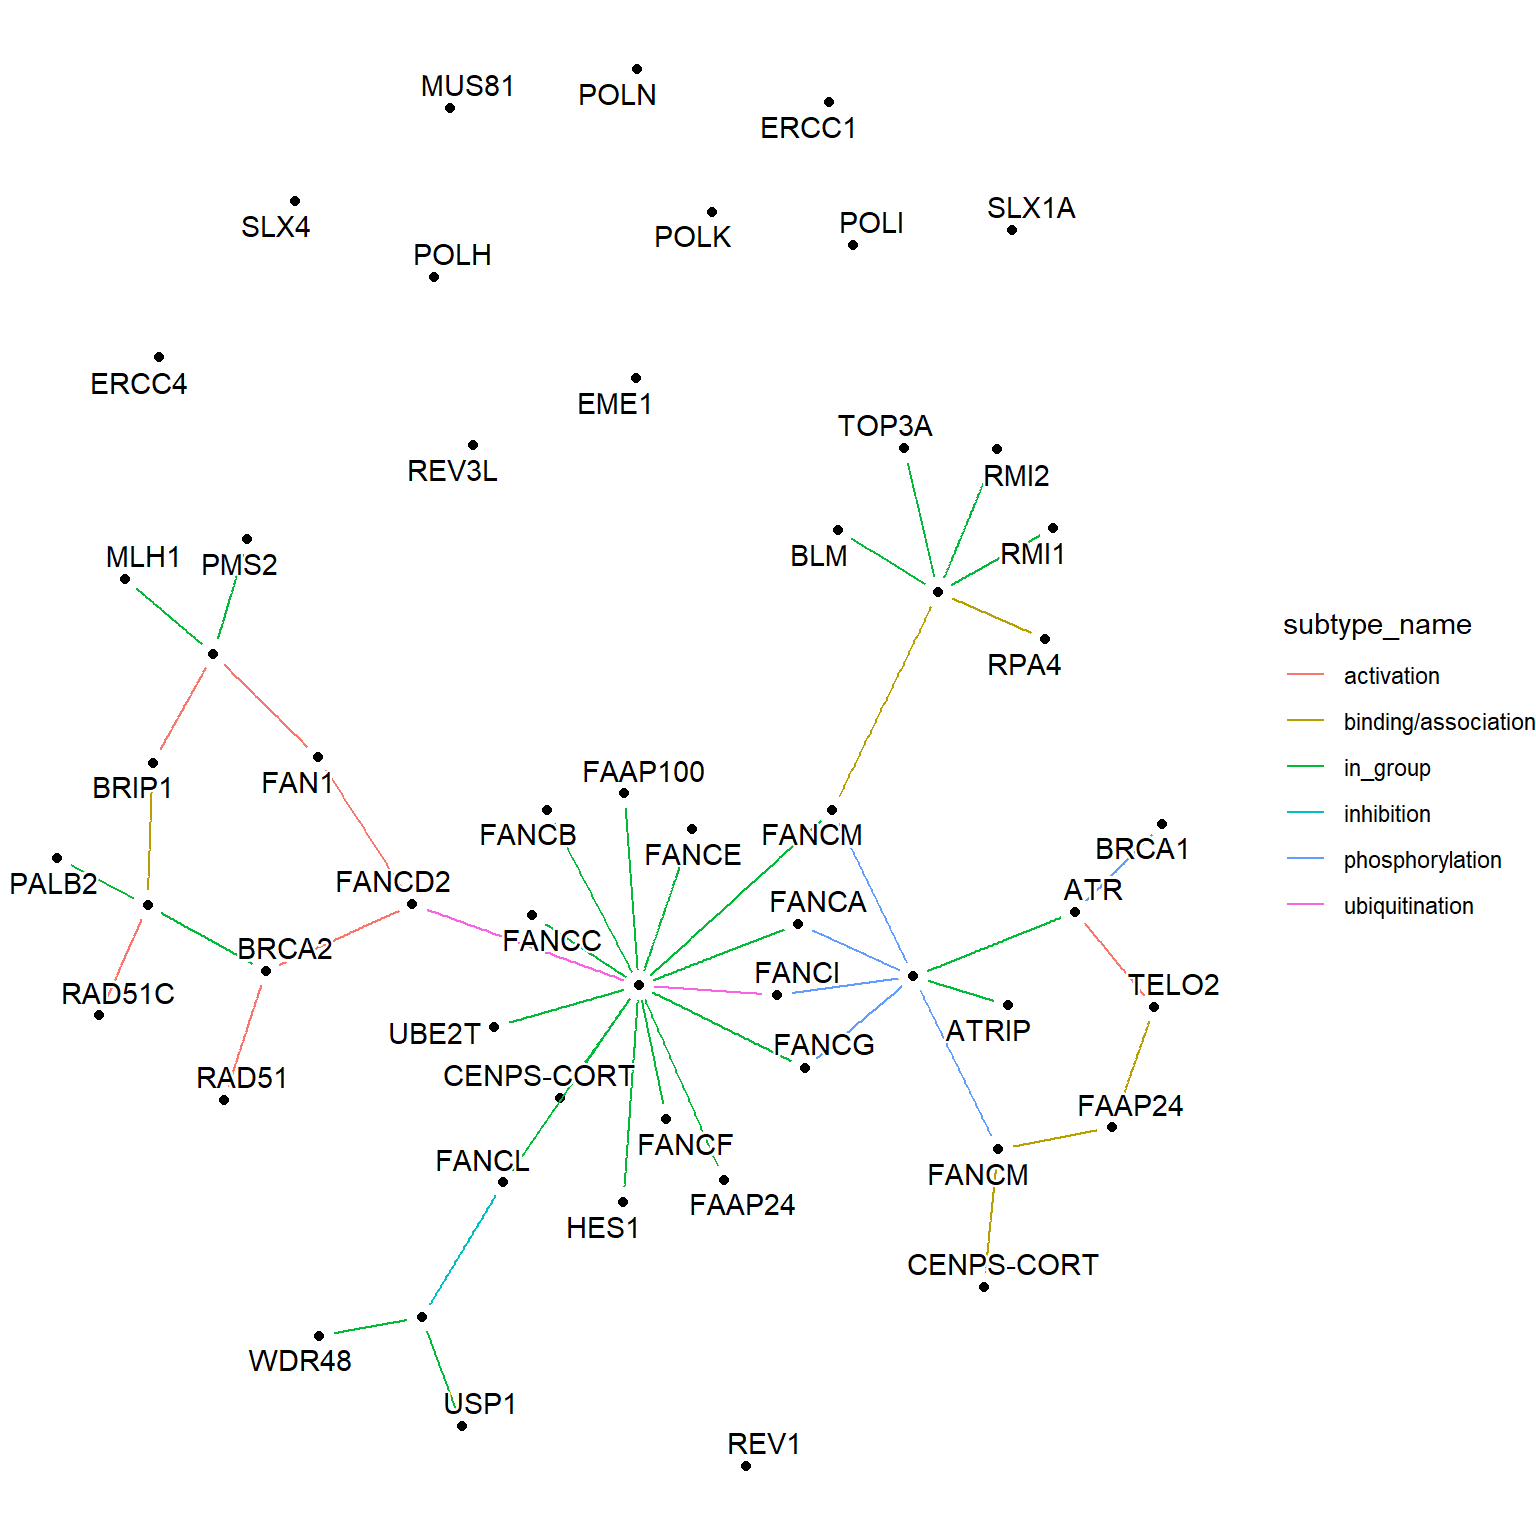 MUS81
POLN
ERCC1
SLX4
POLK
POLI
SLX1A
POLH
ERCC4
EME1
TOP3A
REV3L
RMI2
MLH1
PMS2
BLM
RMI1
subtype_name
RPA4
activation
binding/association
in_group
inhibition
phosphorylation
ubiquitination
BRIP1
FAN1
FAAP100
FANCB
FANCM
FANCE
BRCA1
PALB2
FANCD2
FANCA
ATR
BRCA2
FANCC
FANCI
RAD51C
TELO2
UBE2T
FANCG
ATRIP
RAD51
CENPS-CORT
FAAP24
FANCL
FANCF
FANCM
FAAP24
HES1
CENPS-CORT
WDR48
USP1
REV1